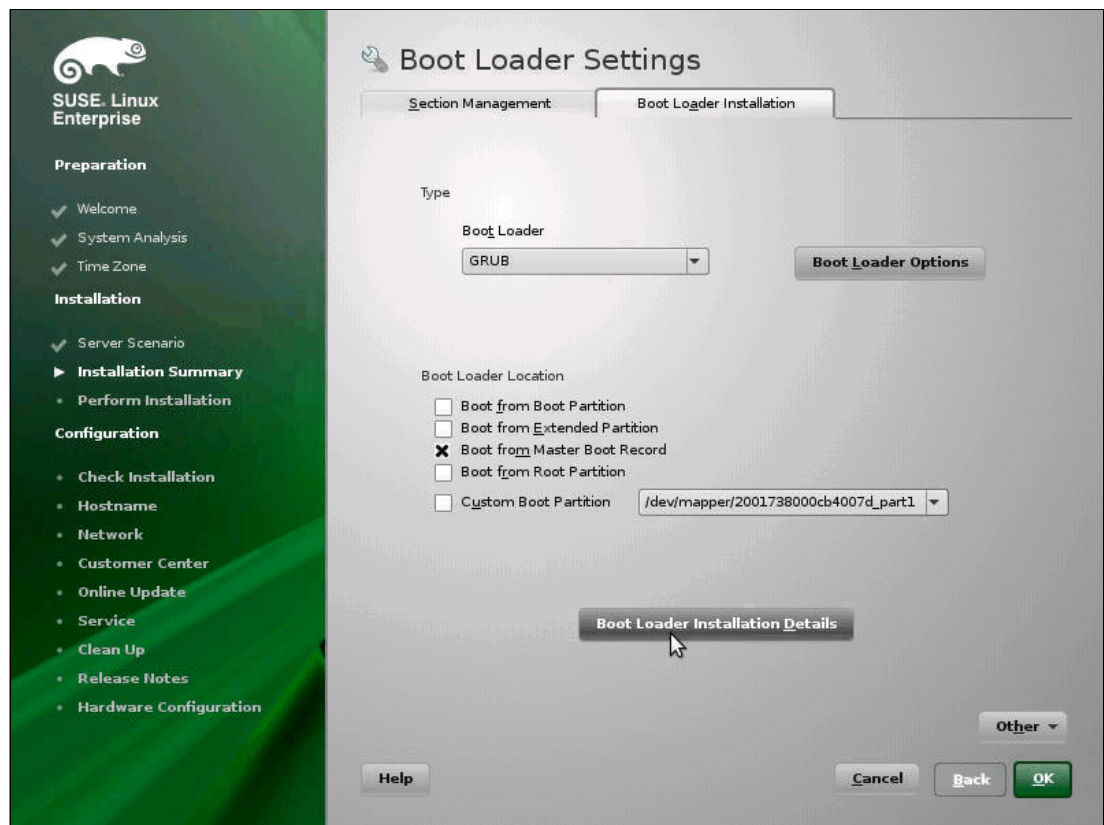 SUSE. Linux
Enterprise
Preparation
Welcome
System Analysis
Time Zone
Installation
Server Scenario
Installation Summary
Perform Installation
Configuration
Check Installation
Hostname
Network
Customer Center
Online Update
Service
Clean Up
Release Notes
Hardware Configuration
Boot Loader Settings
Section Management
Boot Loader Installation
Type
Boot Loader
GRUB
Boot Loader Options
Boot Loader Location
Boot from Boot Partition
Boot from Extended Partition
Boot from Master Boot Record
Boot from Root Partition
Custom Boot Partition
/dev/mapper/2001738000cb4007d_part1
Boot Loader Installation Details
Other
Help
Cancel
Back
OK